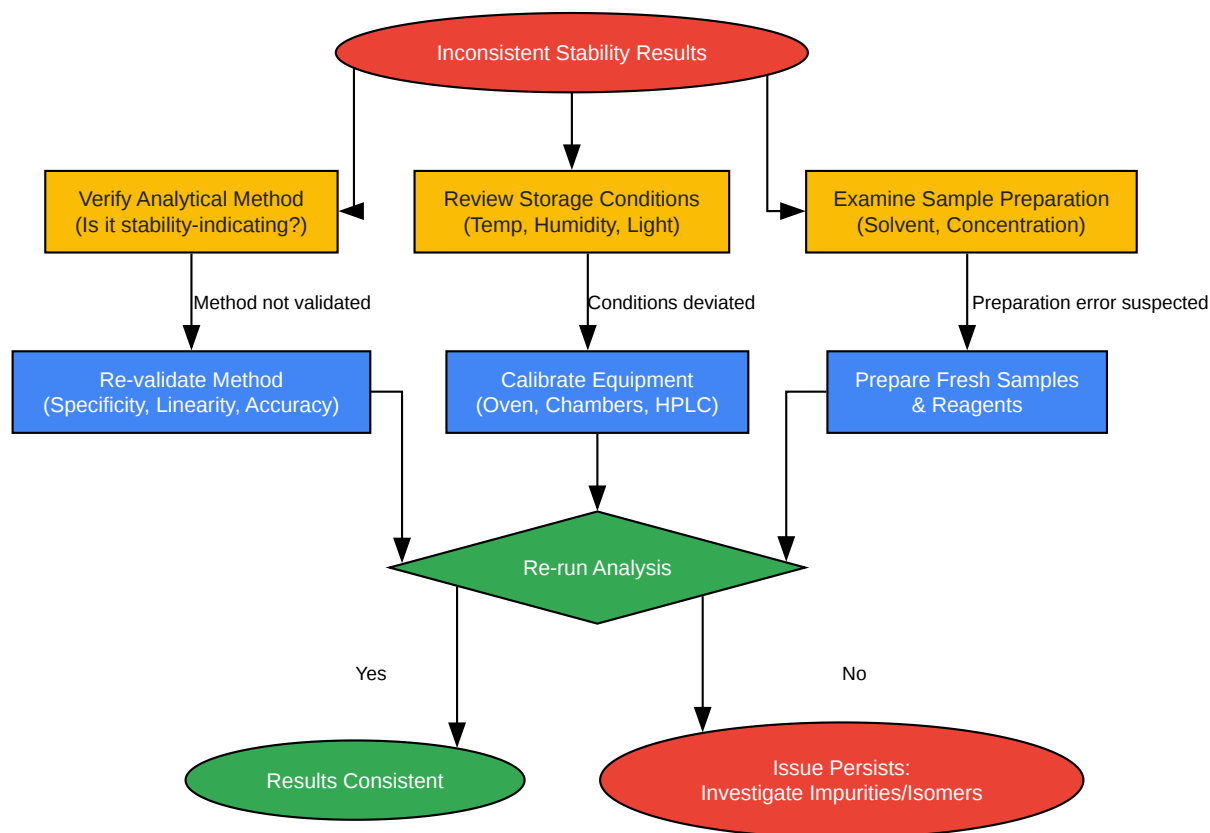 Inconsistent Stability Results
Verify Analytical Method
(Is it stability-indicating?)
Review Storage Conditions
(Temp, Humidity, Light)
Examine Sample Preparation
(Solvent, Concentration)
Method not validated
Conditions deviated
Preparation error suspected
Re-validate Method
(Specificity, Linearity, Accuracy)
Calibrate Equipment
(Oven, Chambers, HPLC)
Prepare Fresh Samples
& Reagents
Re-run Analysis
Yes
No
Results Consistent
Issue Persists:
Investigate Impurities/Isomers